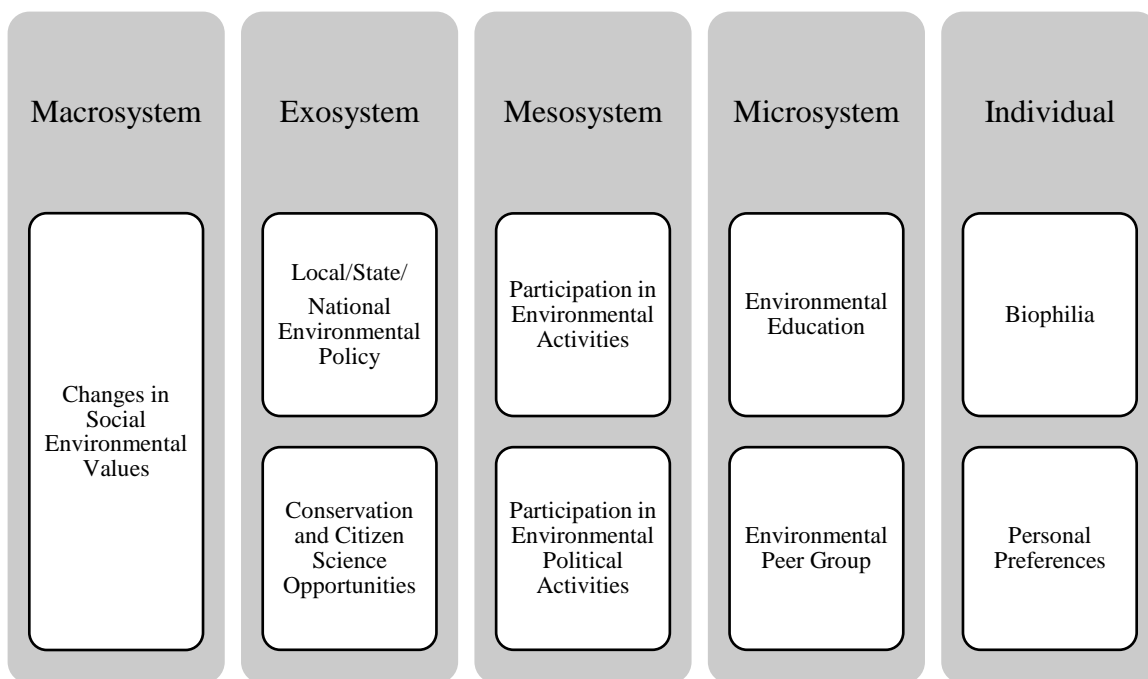 Macrosystem
Changes in
Social
Environmental
Values
Exosystem
Local/State/
National
Environmental
Policy
Conservation
and Citizen
Science
Opportunities
Mesosystem
Participation in
Environmental
Activities
Participation in
Environmental
Political
Activities
Microsystem
Environmental
Education
Environmental
Peer Group
Individual
Biophilia
Personal
Preferences